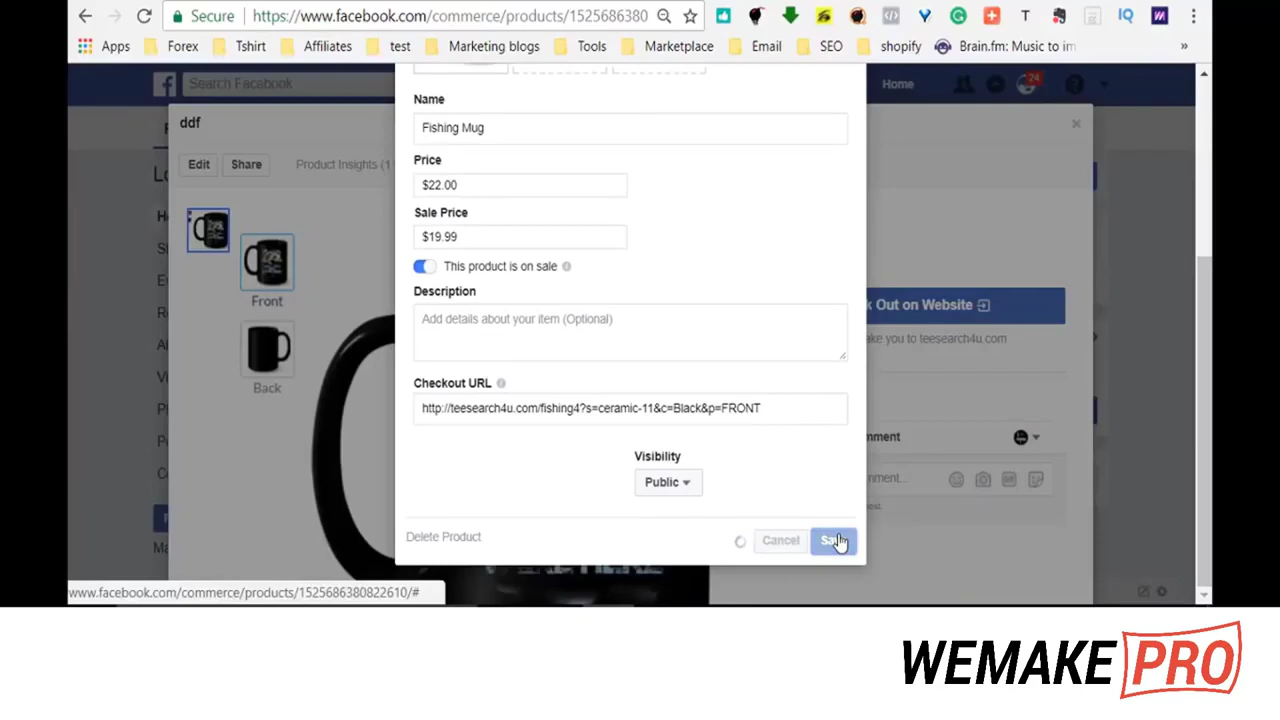 Secure https://www.facebook.com/commerce/products/1525686380
T IQ
Apps Forex Tshirt Affiliates test Marketing blogs Tools Marketplace Email SEO shopify Brain.fm: Music to im »
Search Facebook
Home
24
ddf
Edit Share Product Insights (1
Front
Back
Name
Fishing Mug
Price
$22.00
Sale Price
$19.99
This product is on sale
Description
Add details about your item (Optional)
Checkout URL
http://teesearch4u.com/fishing4?s=ceramic-11&c=Black&p=FRONT
Visibility
Public
Delete Product
Cancel
k Out on Website
ake you to teesearch4u.com
nment
nment...
www.facebook.com/commerce/products/1525686380822610/#
WEMAKE PRO